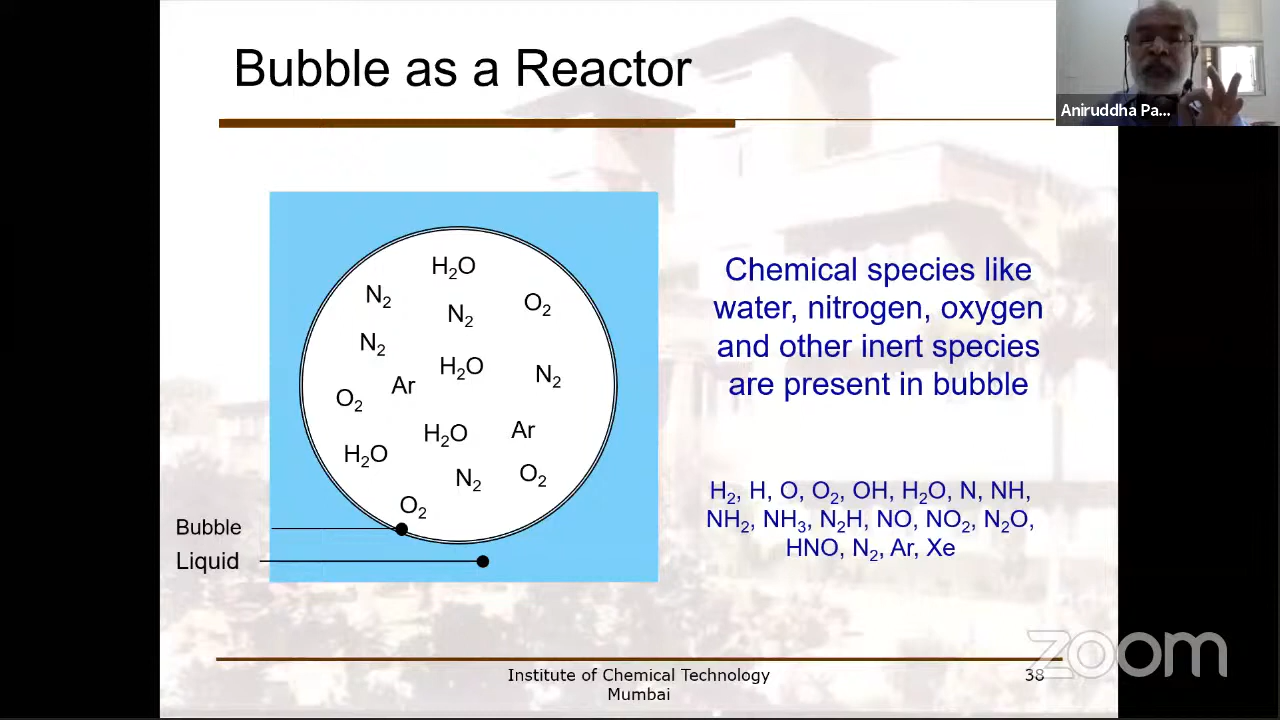 Bubble as a Reactor
Aniruddha Pa...
H₂O
N₂
N₂
O₂
N₂
H₂O
N₂
Ar
O₂
H₂O
Ar
H₂O
N₂
O₂
O₂
Bubble
Liquid
Chemical species like
water, nitrogen, oxygen
and other inert species
are present in bubble
H₂, H, O, O₂, OH, H₂O, N, NH,
NH₂, NH₃, N₂H, NO, NO₂, N₂O,
HNO, N₂, Ar, Xe
zoom
Institute of Chemical Technology
Mumbai
38